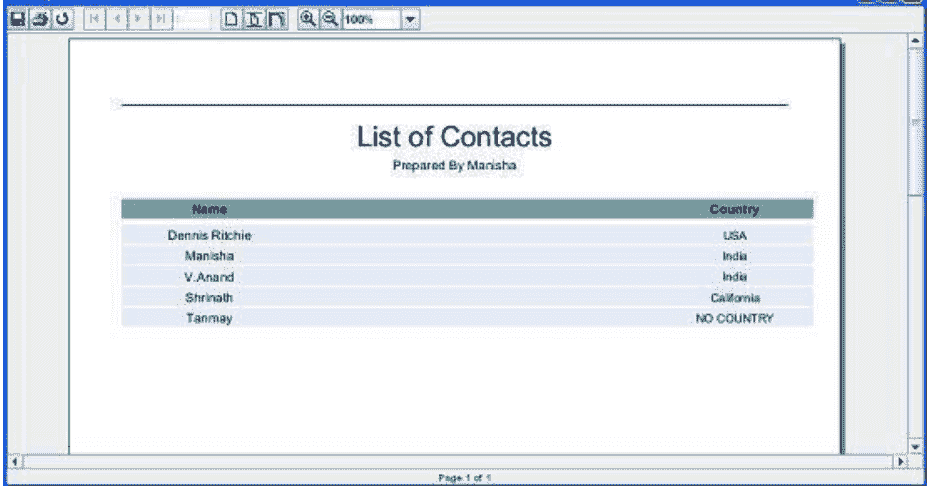 100%
List of Contacts
Prepared By Manisha
Name Country
Dennis Ritchie USA
Manisha India
V.Anand India
Shrinath California
Tanmay NO COUNTRY
Page 1 of 1